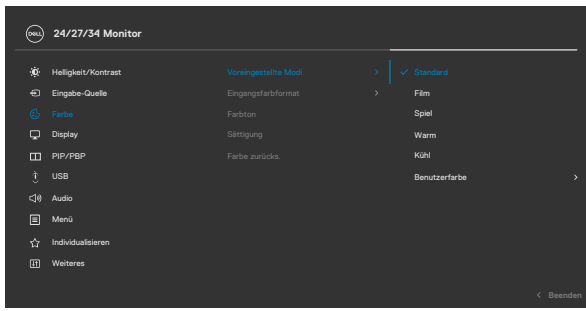 DELL
24/27/34 Monitor
Helligkeit/Kontrast
Eingabe-Quelle
Farbe
Display
PIP/PBP
USB
Audio
Menü
Individualisieren
Weiteres
Voreingestellte Modi
Eingangsfarbformat
Farbton
Sättigung
Farbe zurücks.
Standard
Film
Spiel
Warm
Kühl
Benutzerfarbe
Beenden